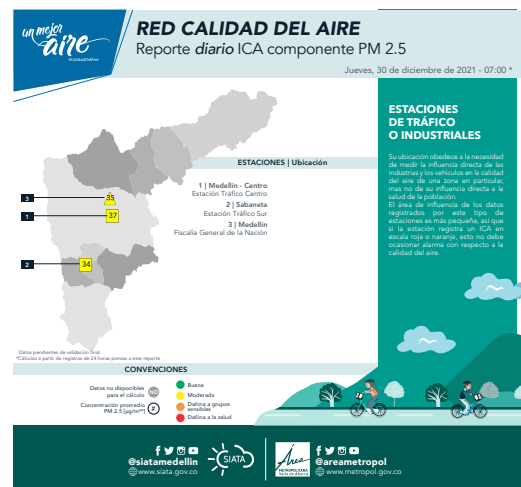 un mejor
aire
#CalidadDelAire
RED CALIDAD DEL AIRE
Reporte diario ICA componente PM 2.5
Jueves, 30 de diciembre de 2021 - 07:00 *
ESTACIONES
DE TRÁFICO
O INDUSTRIALES
Su ubicación obedece a la necesidad
de medir la influencia directa de las
industrias y los vehículos en la calidad
del aire de una zona en particular,
mas no de su influencia directa a la
salud de la población.
El área de influencia de los datos
registrados por este tipo de
estaciones es más pequeña, así que
si la estación registra un ICA en
escala roja o naranja, esto no debe
ocasionar alarma con respecto a la
calidad del aire.
ESTACIONES | Ubicación
1 | Medellín - Centro
Estación Tráfico Centro
2 | Sabaneta
Estación Tráfico Sur
3 | Medellín
Fiscalía General de la Nación
3
35
1
37
2
34
Datos pendientes de validación final.
*Cálculos a partir de registros de 24 horas previas a este reporte
CONVENCIONES
Datos no disponibles
para el cálculo
Concentración promedio
PM 2.5 [µg/m³]
#
Buena
Moderada
Dañina a grupos
sensibles
Dañina a la salud
@siatamedellin
www.siata.gov.co
SIATA
Área
METROPOLITANA
Valle de Aburrá
@areametropol
www.metropol.gov.co